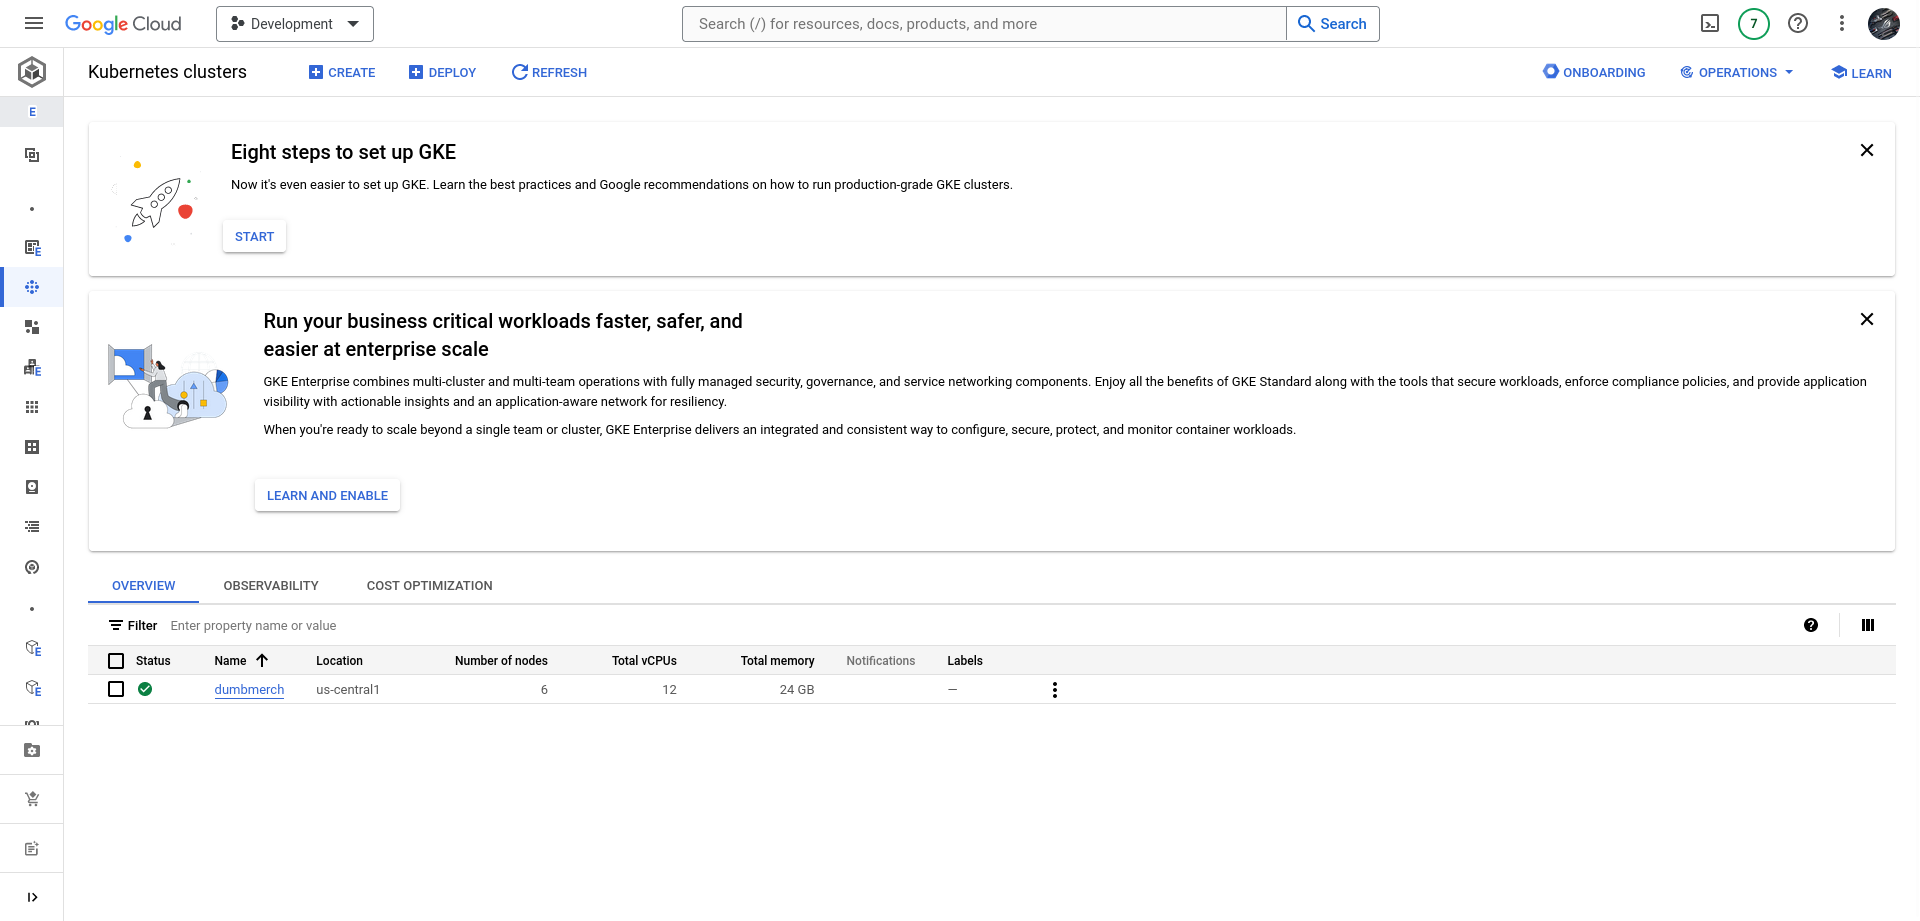 Google Cloud
Development
Search (/) for resources, docs, products, and more
Search
7
Kubernetes clusters
CREATE
DEPLOY
REFRESH
ONBOARDING
OPERATIONS
LEARN
E
Eight steps to set up GKE
Now it's even easier to set up GKE. Learn the best practices and Google recommendations on how to run production-grade GKE clusters.
START
E
Run your business critical workloads faster, safer, and
easier at enterprise scale
GKE Enterprise combines multi-cluster and multi-team operations with fully managed security, governance, and service networking components. Enjoy all the benefits of GKE Standard along with the tools that secure workloads, enforce compliance policies, and provide application
visibility with actionable insights and an application-aware network for resiliency.
E
When you're ready to scale beyond a single team or cluster, GKE Enterprise delivers an integrated and consistent way to configure, secure, protect, and monitor container workloads.
LEARN AND ENABLE
OVERVIEW
OBSERVABILITY
COST OPTIMIZATION
Filter
Enter property name or value
E
Status Name Location Number of nodes Total vCPUs Total memory Notifications Labels
E
dumbmerch us-central1 6 12 24 GB —